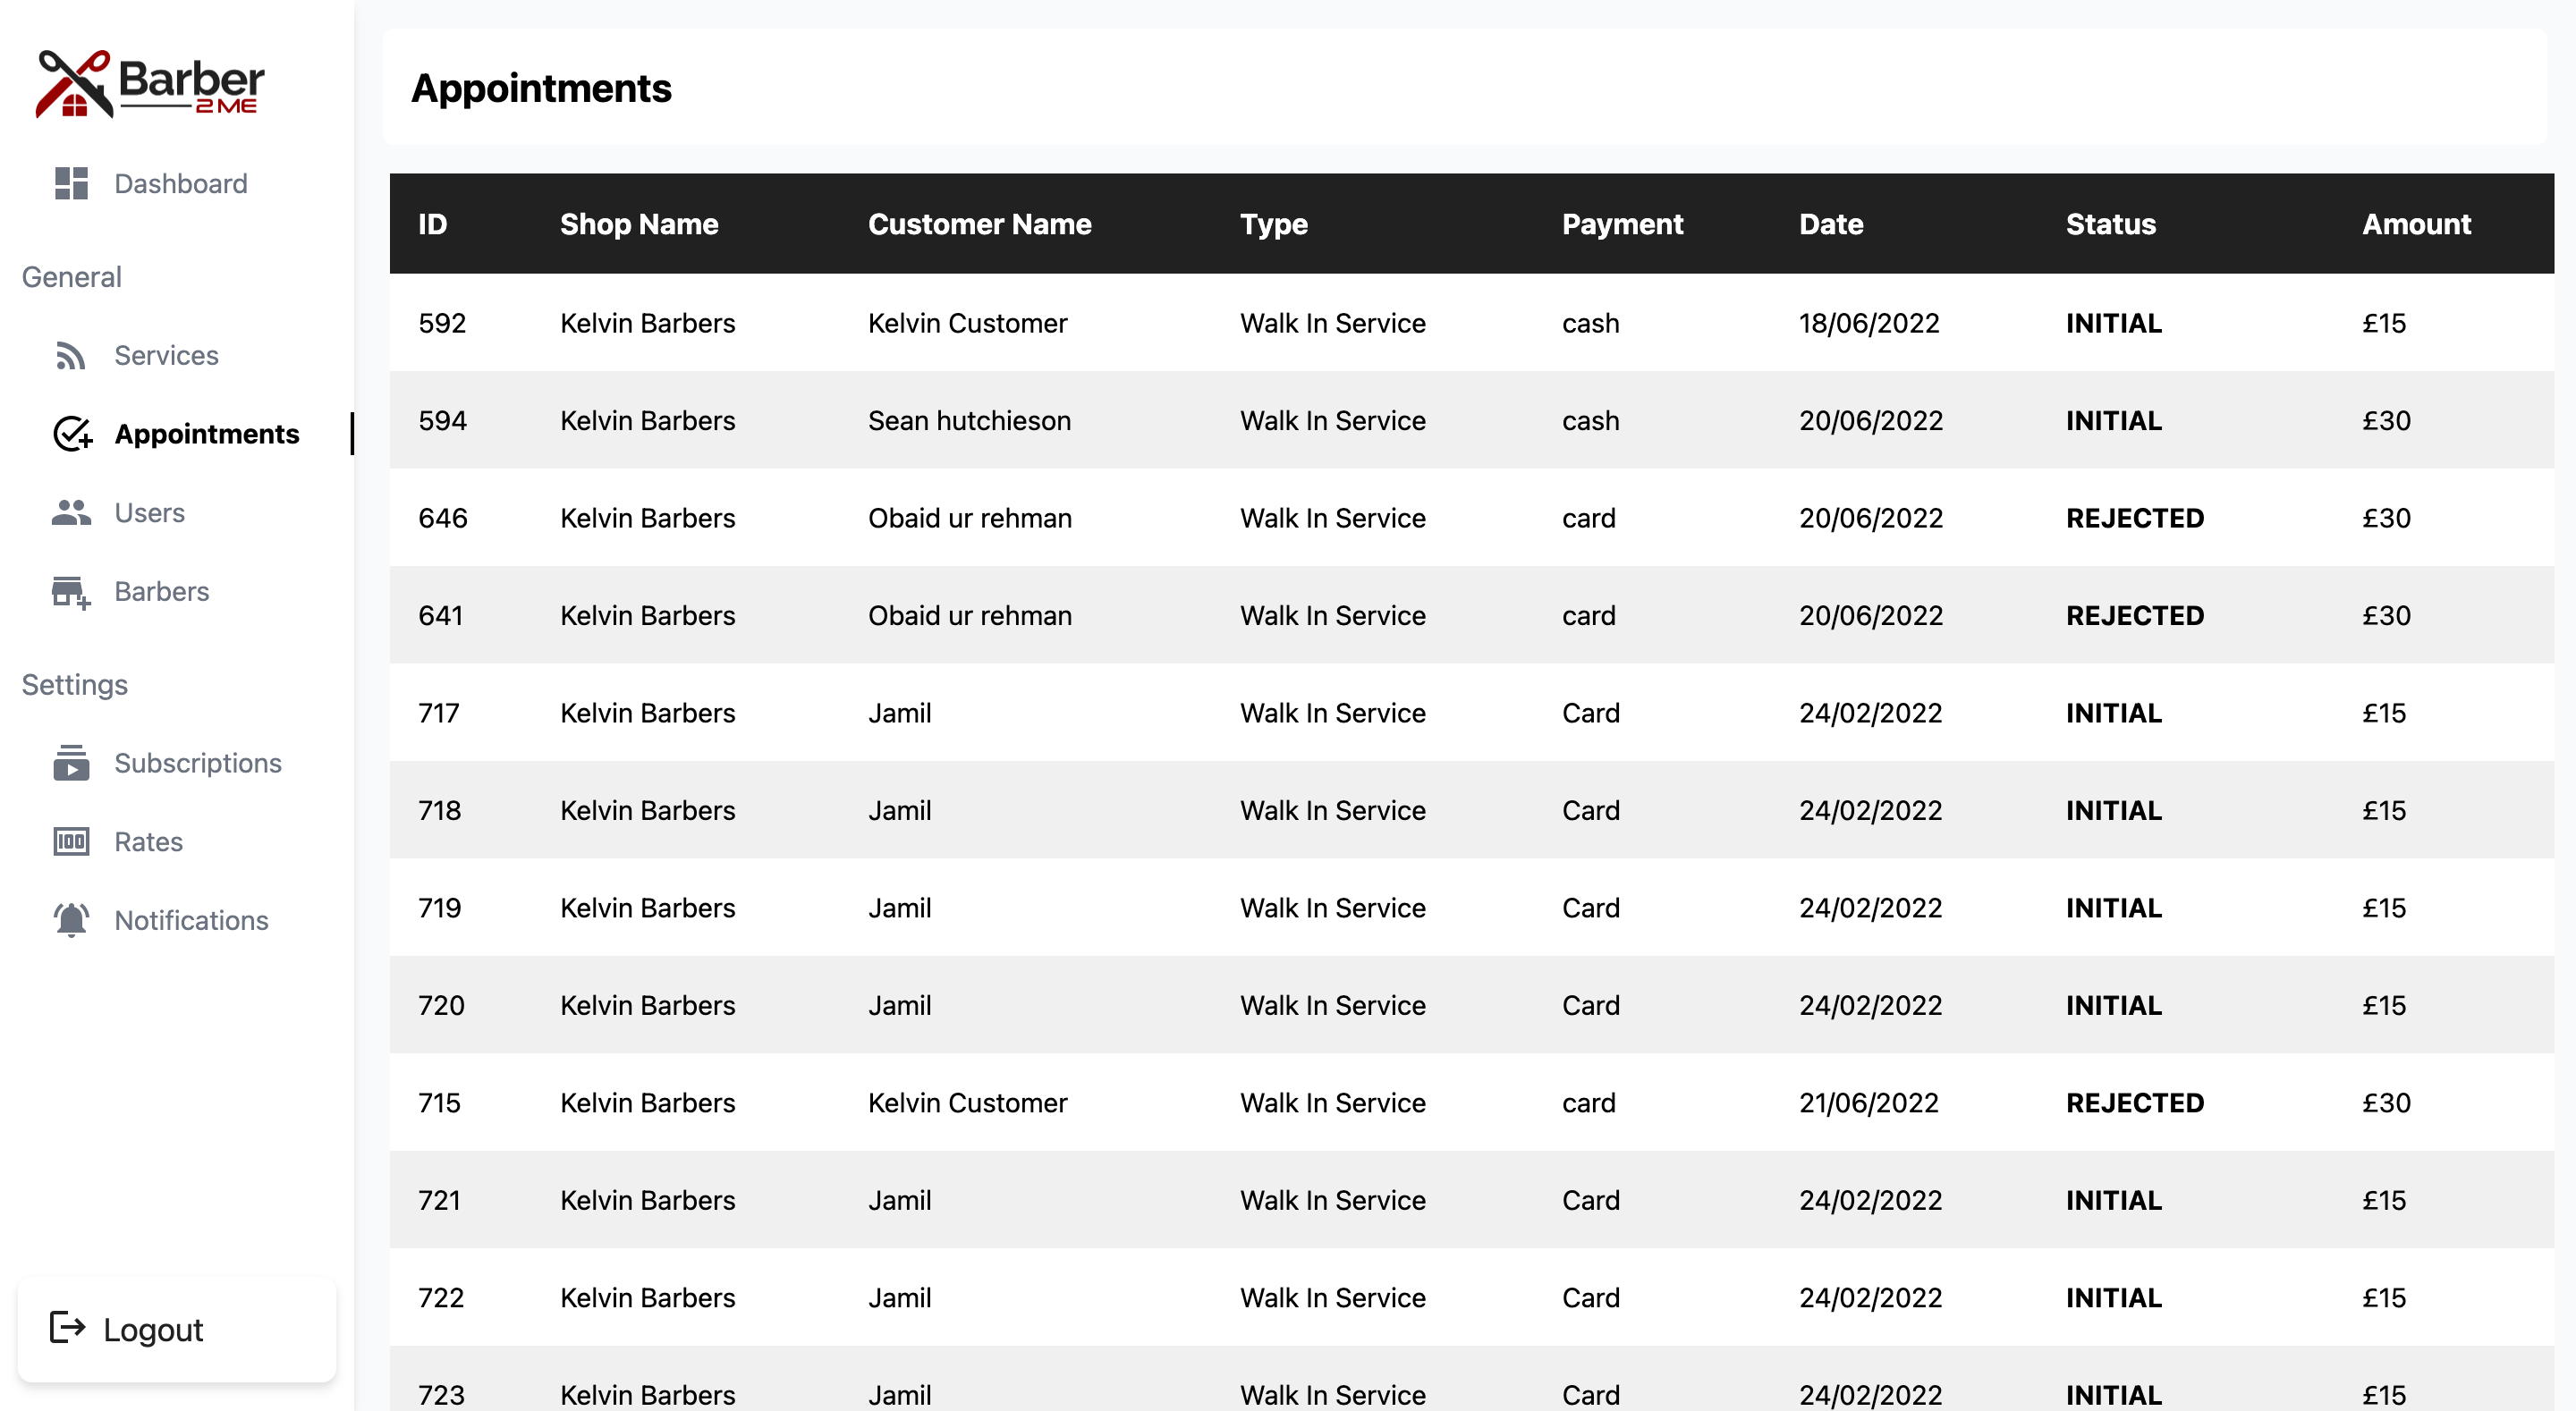 Barber
2 ME
Dashboard
General
Services
Appointments
Users
Barbers
Settings
Subscriptions
100 Rates
Notifications
Logout
Appointments
ID Shop Name Customer Name Type Payment Date Status Amount
592 Kelvin Barbers Kelvin Customer Walk In Service cash 18/06/2022 INITIAL £15
594 Kelvin Barbers Sean hutchieson Walk In Service cash 20/06/2022 INITIAL £30
646 Kelvin Barbers Obaid ur rehman Walk In Service card 20/06/2022 REJECTED £30
641 Kelvin Barbers Obaid ur rehman Walk In Service card 20/06/2022 REJECTED £30
717 Kelvin Barbers Jamil Walk In Service Card 24/02/2022 INITIAL £15
718 Kelvin Barbers Jamil Walk In Service Card 24/02/2022 INITIAL £15
719 Kelvin Barbers Jamil Walk In Service Card 24/02/2022 INITIAL £15
720 Kelvin Barbers Jamil Walk In Service Card 24/02/2022 INITIAL £15
715 Kelvin Barbers Kelvin Customer Walk In Service card 21/06/2022 REJECTED £30
721 Kelvin Barbers Jamil Walk In Service Card 24/02/2022 INITIAL £15
722 Kelvin Barbers Jamil Walk In Service Card 24/02/2022 INITIAL £15
723 Kelvin Barbers Jamil Walk In Service Card 24/02/2022 INITIAL £15